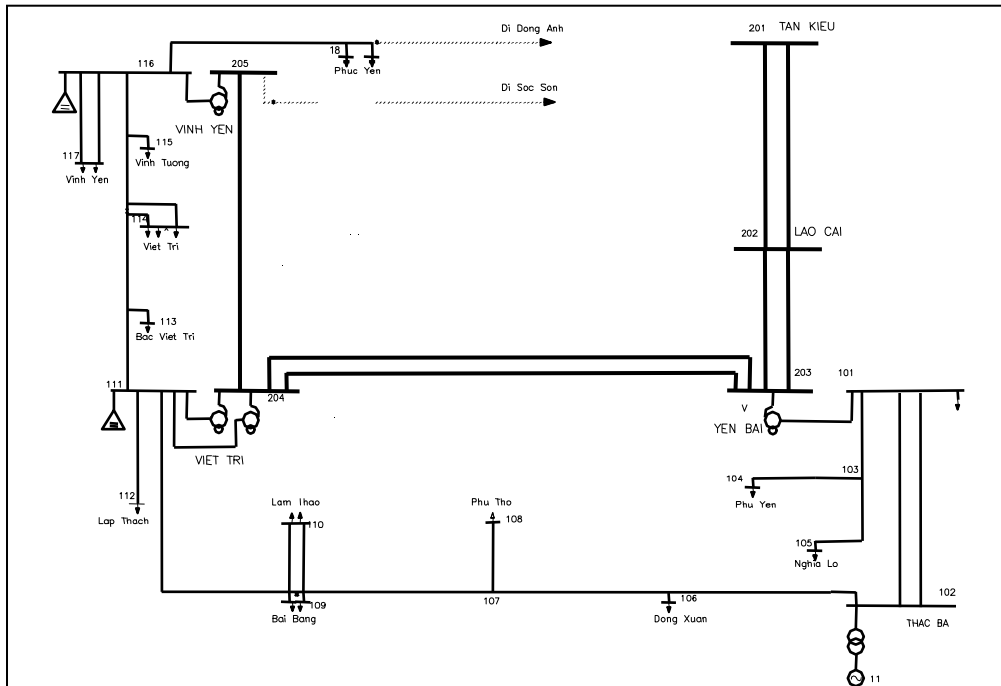 Di Dong Anh
201 TAN KIEU
18
Phuc Yen
116
205
Di Soc Son
VINH YEN
117
115
Vinh Tuong
Vinh Yen
114
Viet Tri
202
LAO CAI
113
Bac Viet Tri
111
204
203
101
V
YEN BAI
VIET TRI
103
104
Phu Yen
112
Lap Thach
Lam Thao
110
Phu Tho
108
105
Nghia Lo
109
Bai Bang
107
106
Dong Xuan
102
THAC BA
11